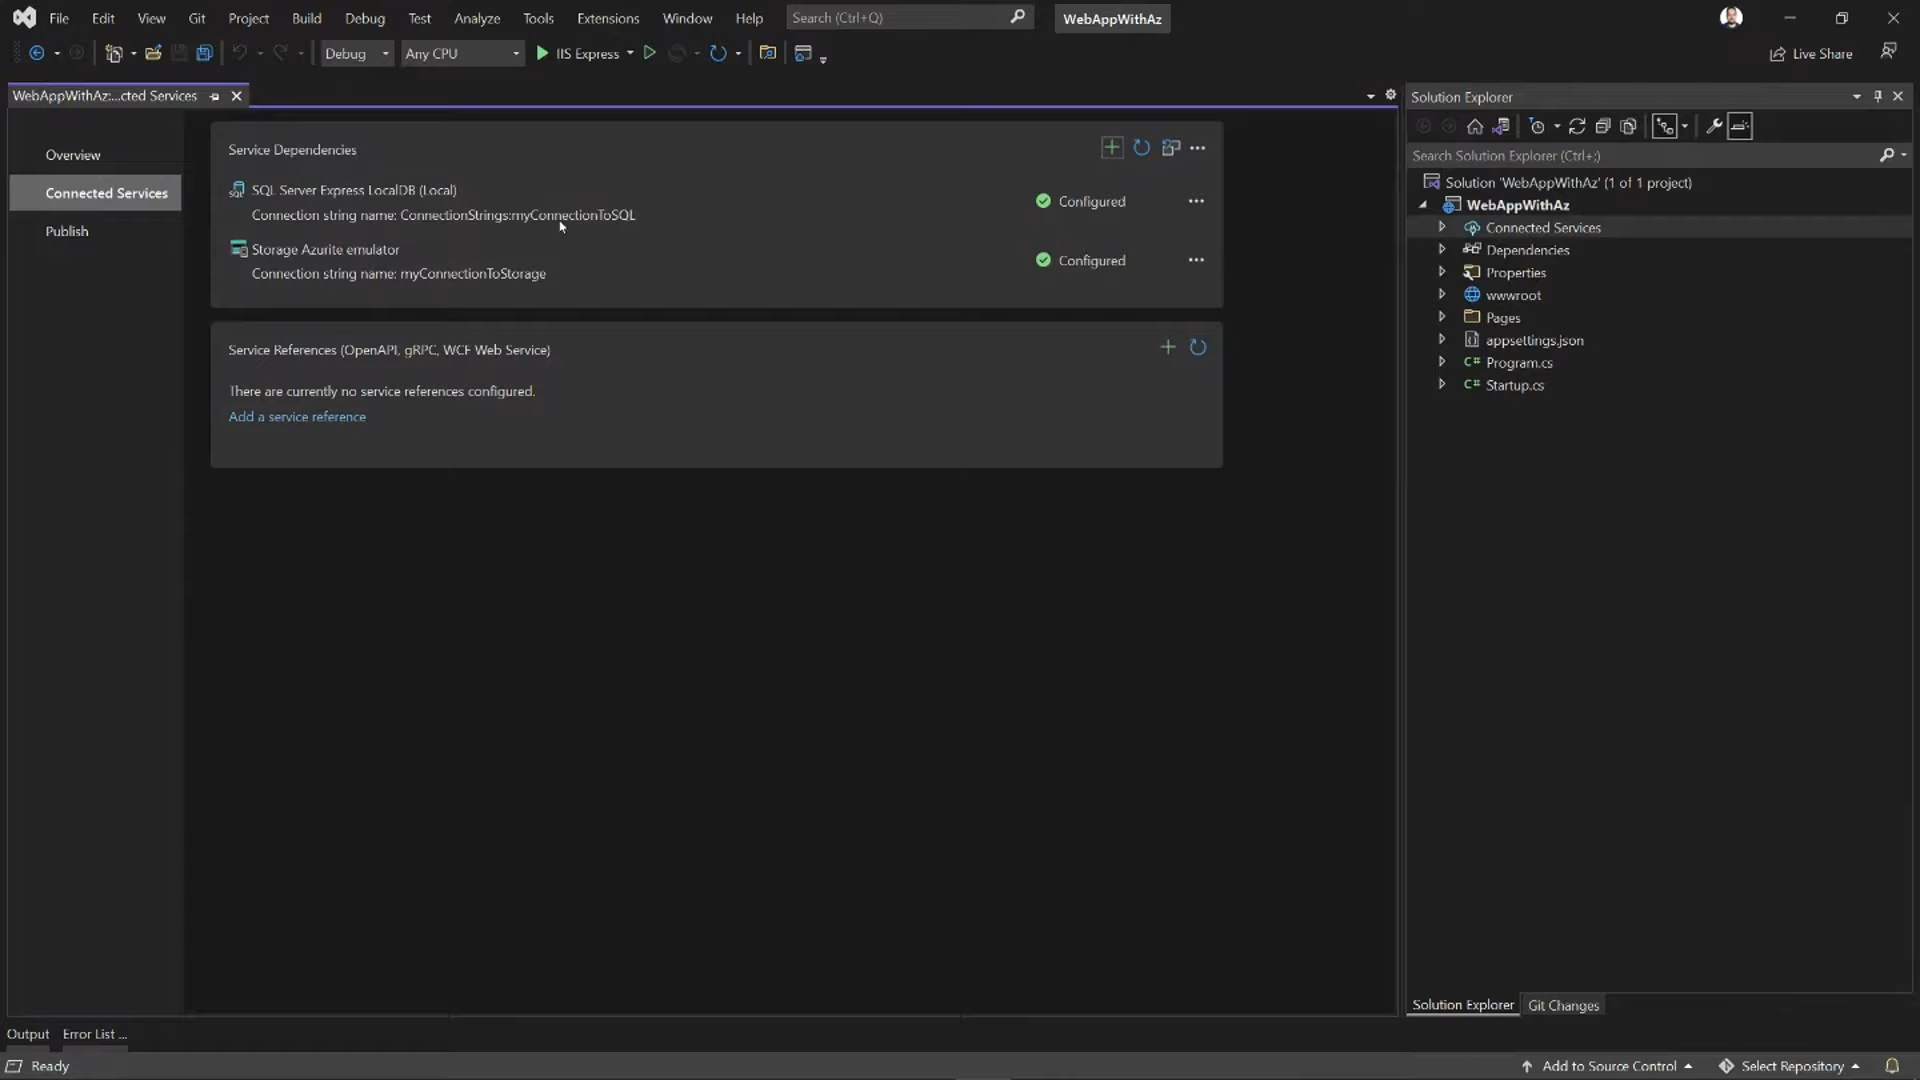 File Edit View Git Project Build Debug Test Analyze Tools Extensions Window Help Search (Ctrl+Q) WebAppWithAz
Debug Any CPU IIS Express Live Share
WebAppWithAz:...cted Services
Overview
Connected Services
Publish
Service Dependencies
SQL Server Express LocalDB (Local)
Connection string name: ConnectionStrings:myConnectionToSQL
Configured
Storage Azurite emulator
Connection string name: myConnectionToStorage
Configured
Service References (OpenAPI, gRPC, WCF Web Service)
There are currently no service references configured.
Add a service reference
Solution Explorer
Search Solution Explorer (Ctrl+;)
Solution 'WebAppWithAz' (1 of 1 project)
WebAppWithAz
Connected Services
Dependencies
Properties
wwwroot
Pages
appsettings.json
C# Program.cs
C# Startup.cs
Solution Explorer Git Changes
Output Error List ...
Ready Add to Source Control Select Repository